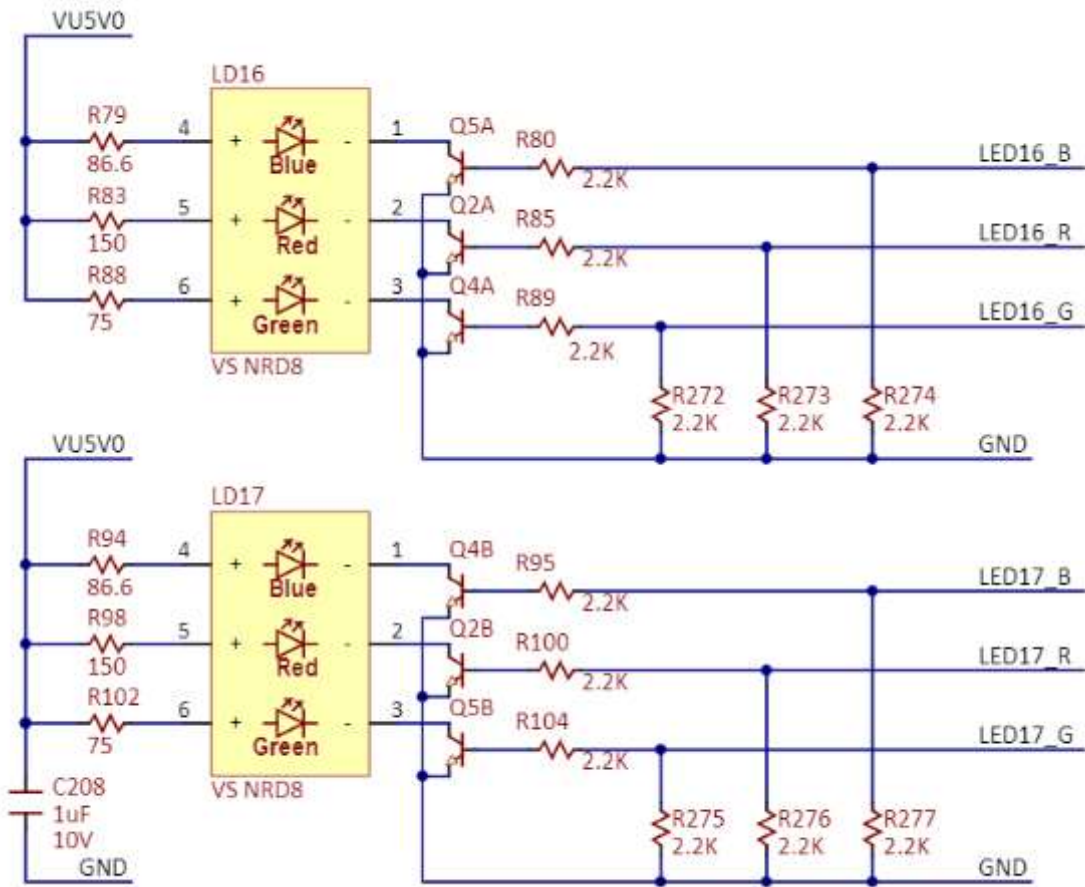 VU5V0
LD16
R79
4
+
-
1
Q5A
R80
LED16_B
86.6
Blue
2.2K
R83
5
+
-
2
Q2A
R85
LED16_R
150
Red
2.2K
R88
6
+
-
3
Q4A
R89
LED16_G
75
Green
2.2K
VS NRD8
R272
2.2K
R273
2.2K
R274
2.2K
GND
VU5V0
LD17
R94
4
+
-
1
Q4B
R95
LED17_B
86.6
Blue
2.2K
R98
5
+
-
2
Q2B
R100
LED17_R
150
Red
2.2K
R102
6
+
-
3
Q5B
R104
LED17_G
75
Green
2.2K
VS NRD8
C208
1uF
10V
GND
R275
2.2K
R276
2.2K
R277
2.2K
GND